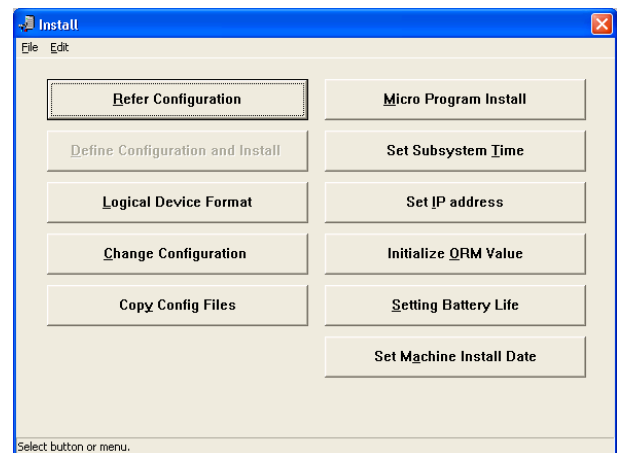 Install
File Edit
Refer Configuration
Define Configuration and Install
Logical Device Format
Change Configuration
Copy Config Files
Micro Program Install
Set Subsystem Time
Set IP address
Initialize ORM Value
Setting Battery Life
Set Machine Install Date
Select button or menu.